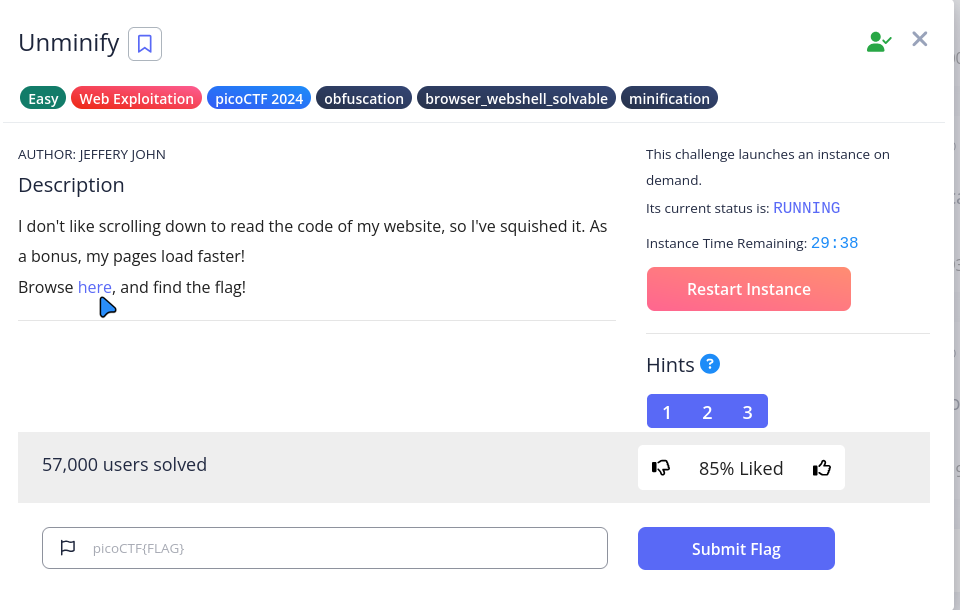 Unminify
Easy
Web Exploitation
picoCTF 2024
obfuscation
browser_webshell_solvable
minification
AUTHOR: JEFFERY JOHN
Description
I don't like scrolling down to read the code of my website, so I've squished it. As
a bonus, my pages load faster!
Browse here, and find the flag!
This challenge launches an instance on
demand.
Its current status is: RUNNING
Instance Time Remaining: 29:38
Restart Instance
Hints ?
1 2 3
57,000 users solved
85% Liked
picoCTF{FLAG}
Submit Flag